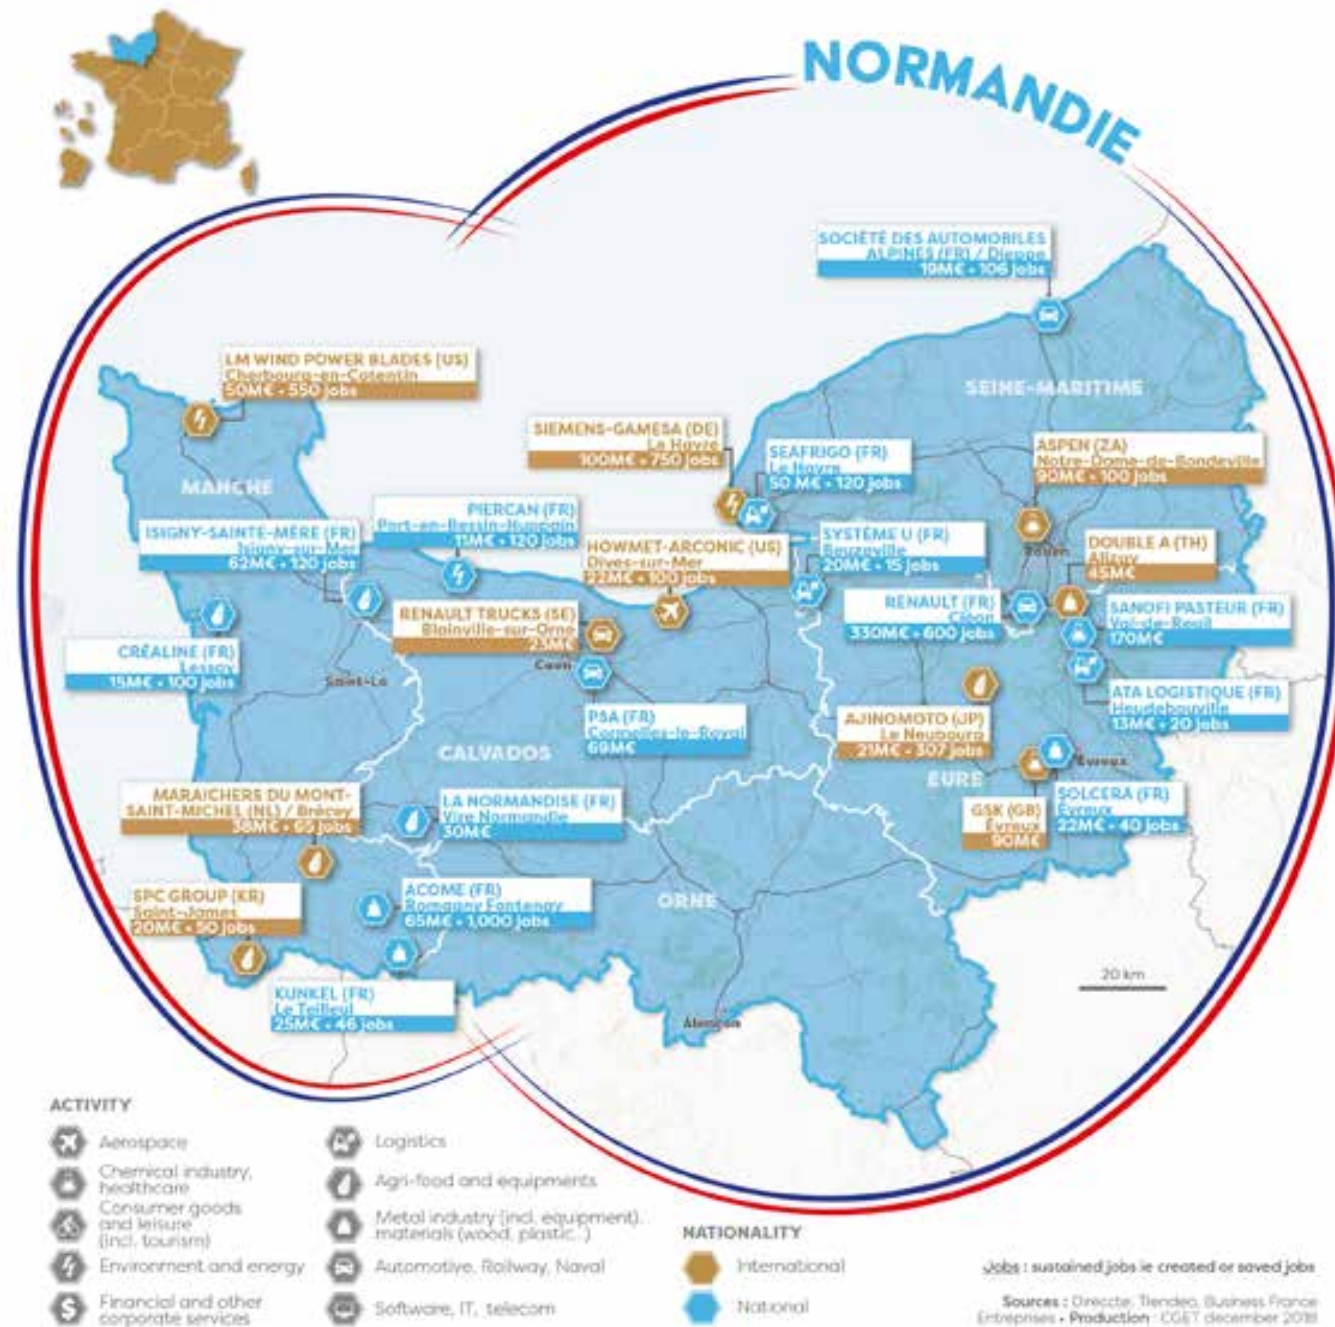 NORMANDIE
SOCIÉTÉ DES AUTOMOBILES
ALPINES (FR) / Dieppe
19M€ • 106 jobs
LM WIND POWER BLADES (US)
Cherbourg-en-Cotentin
50M€ • 550 jobs
SEINE-MARITIME
SIEMENS-GAMESA (DE)
Le Havre
100M€ • 750 jobs
SEAFRIGO (FR)
Le Havre
50 M€ • 120 jobs
ASPEN (ZA)
Notre-Dame-de-Bondeville
90M€ • 100 jobs
MANCHE
PIERCAN (FR)
Port-en-Bessin-Huppain
11M€ • 120 jobs
ISIGNY-SAINTE-MÈRE (FR)
Isigny-sur-Mer
62M€ • 120 jobs
HOWMET-ARCONIC (US)
Dives-sur-Mer
22M€ • 100 jobs
SYSTÈME U (FR)
Beuzeville
20M€ • 15 jobs
Rouen
DOUBLE A (TH)
Alizay
45M€
RENAULT TRUCKS (SE)
Blainville-sur-Orne
23M€
RENAULT (FR)
Cléon
330M€ • 600 jobs
SANOFI PASTEUR (FR)
Val-de-Reuil
170M€
CRÉALINE (FR)
Lessay
15M€ • 100 jobs
Saint-Lô
Caen
PSA (FR)
Cormelles-le-Royal
69M€
AJINOMOTO (JP)
Le Neubourg
21M€ • 307 jobs
ATA LOGISTIQUE (FR)
Heudebouville
13M€ • 20 jobs
CALVADOS
EURE
Évreux
MARAICHERS DU MONT-
SAINT-MICHEL (NL) / Brécey
38M€ • 65 jobs
LA NORMANDISE (FR)
Vire Normandie
30M€
GSK (GB)
Évreux
90M€
SOLCERA (FR)
Évreux
22M€ • 40 jobs
SPC GROUP (KR)
Saint-James
20M€ • 50 jobs
ACOME (FR)
Romagny Fontenay
65M€ • 1,000 jobs
ORNE
KUNKEL (FR)
Le Teilleul
25M€ • 46 jobs
Alençon
20 km
ACTIVITY
Aerospace
Chemical industry,
healthcare
Consumer goods
and leisure
(incl. tourism)
Environment and energy
Financial and other
corporate services
Logistics
Agri-food and equipments
Metal industry (incl. equipment),
materials (wood, plastic..)
Automotive, Railway, Naval
Software, IT, telecom
NATIONALITY
International
National
Jobs : sustained jobs ie created or saved jobs
Sources : Direccte, Trendeo, Business France
Entreprises • Production : CGET december 2018